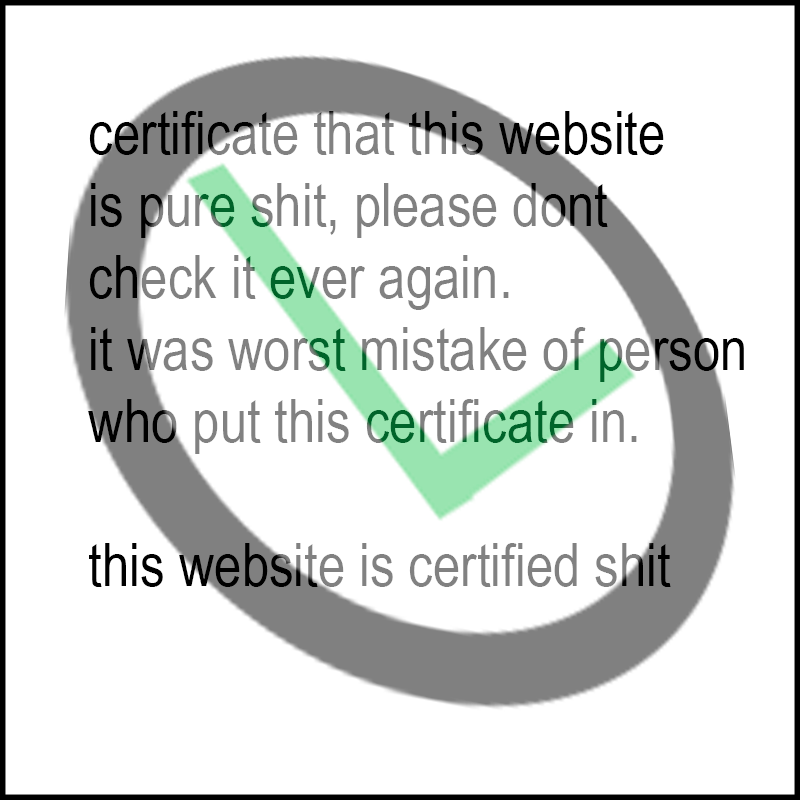 certificate that this website
is pure shit, please dont
check it ever again.
it was worst mistake of person
who put this certificate in.
this website is certified shit